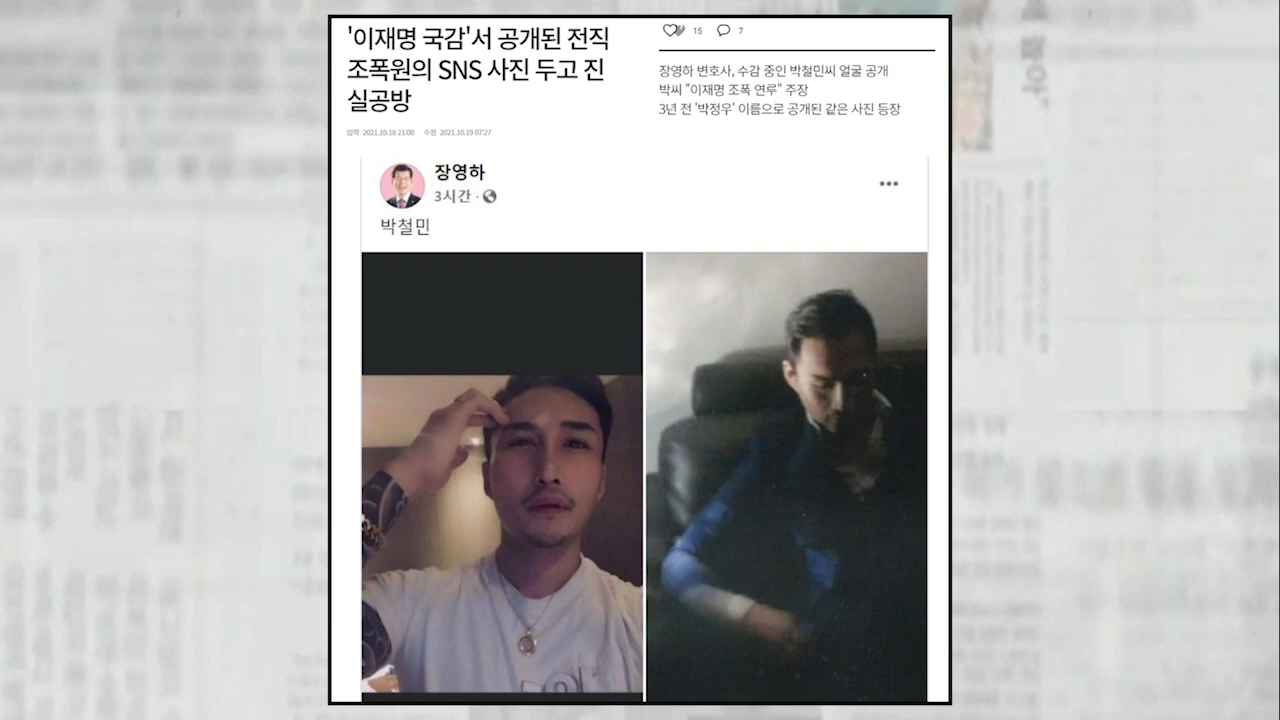 '이재명 국감'서 공개된 전직
조폭원의 SNS 사진 두고 진
실공방
입력 2021.10.18 21:00 수정 2021.10.19 07:27
15 7
장영하 변호사, 수감 중인 박철민씨 얼굴 공개
박씨 "이재명 조폭 연루" 주장
3년 전 '박정우' 이름으로 공개된 같은 사진 등장
장영하
3시간 ·
박철민